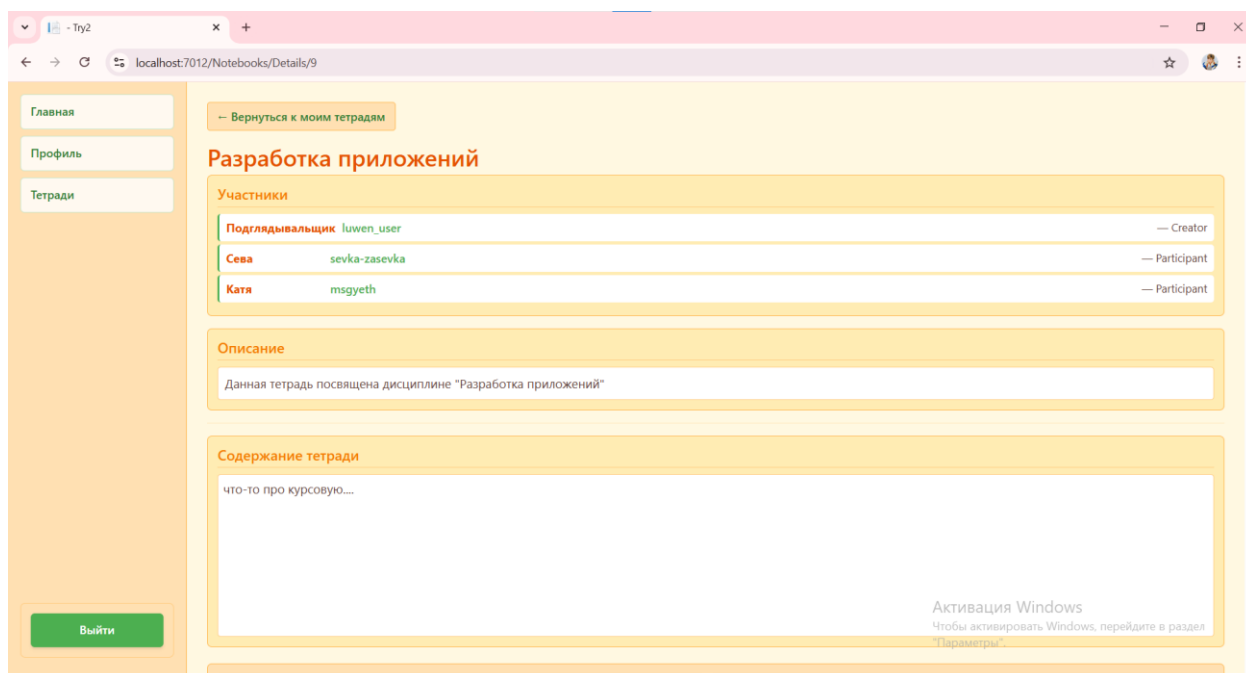 - Try2
localhost:7012/Notebooks/Details/9
Главная
Профиль
Тетради
Выйти
← Вернуться к моим тетрадям
Разработка приложений
Участники
Подглядывальщик luwen_user — Creator
Сева sevka-zasevka — Participant
Катя msgyeth — Participant
Описание
Данная тетрадь посвящена дисциплине "Разработка приложений"
Содержание тетради
что-то про курсовую....
Активация Windows
Чтобы активировать Windows, перейдите в раздел
"Параметры".